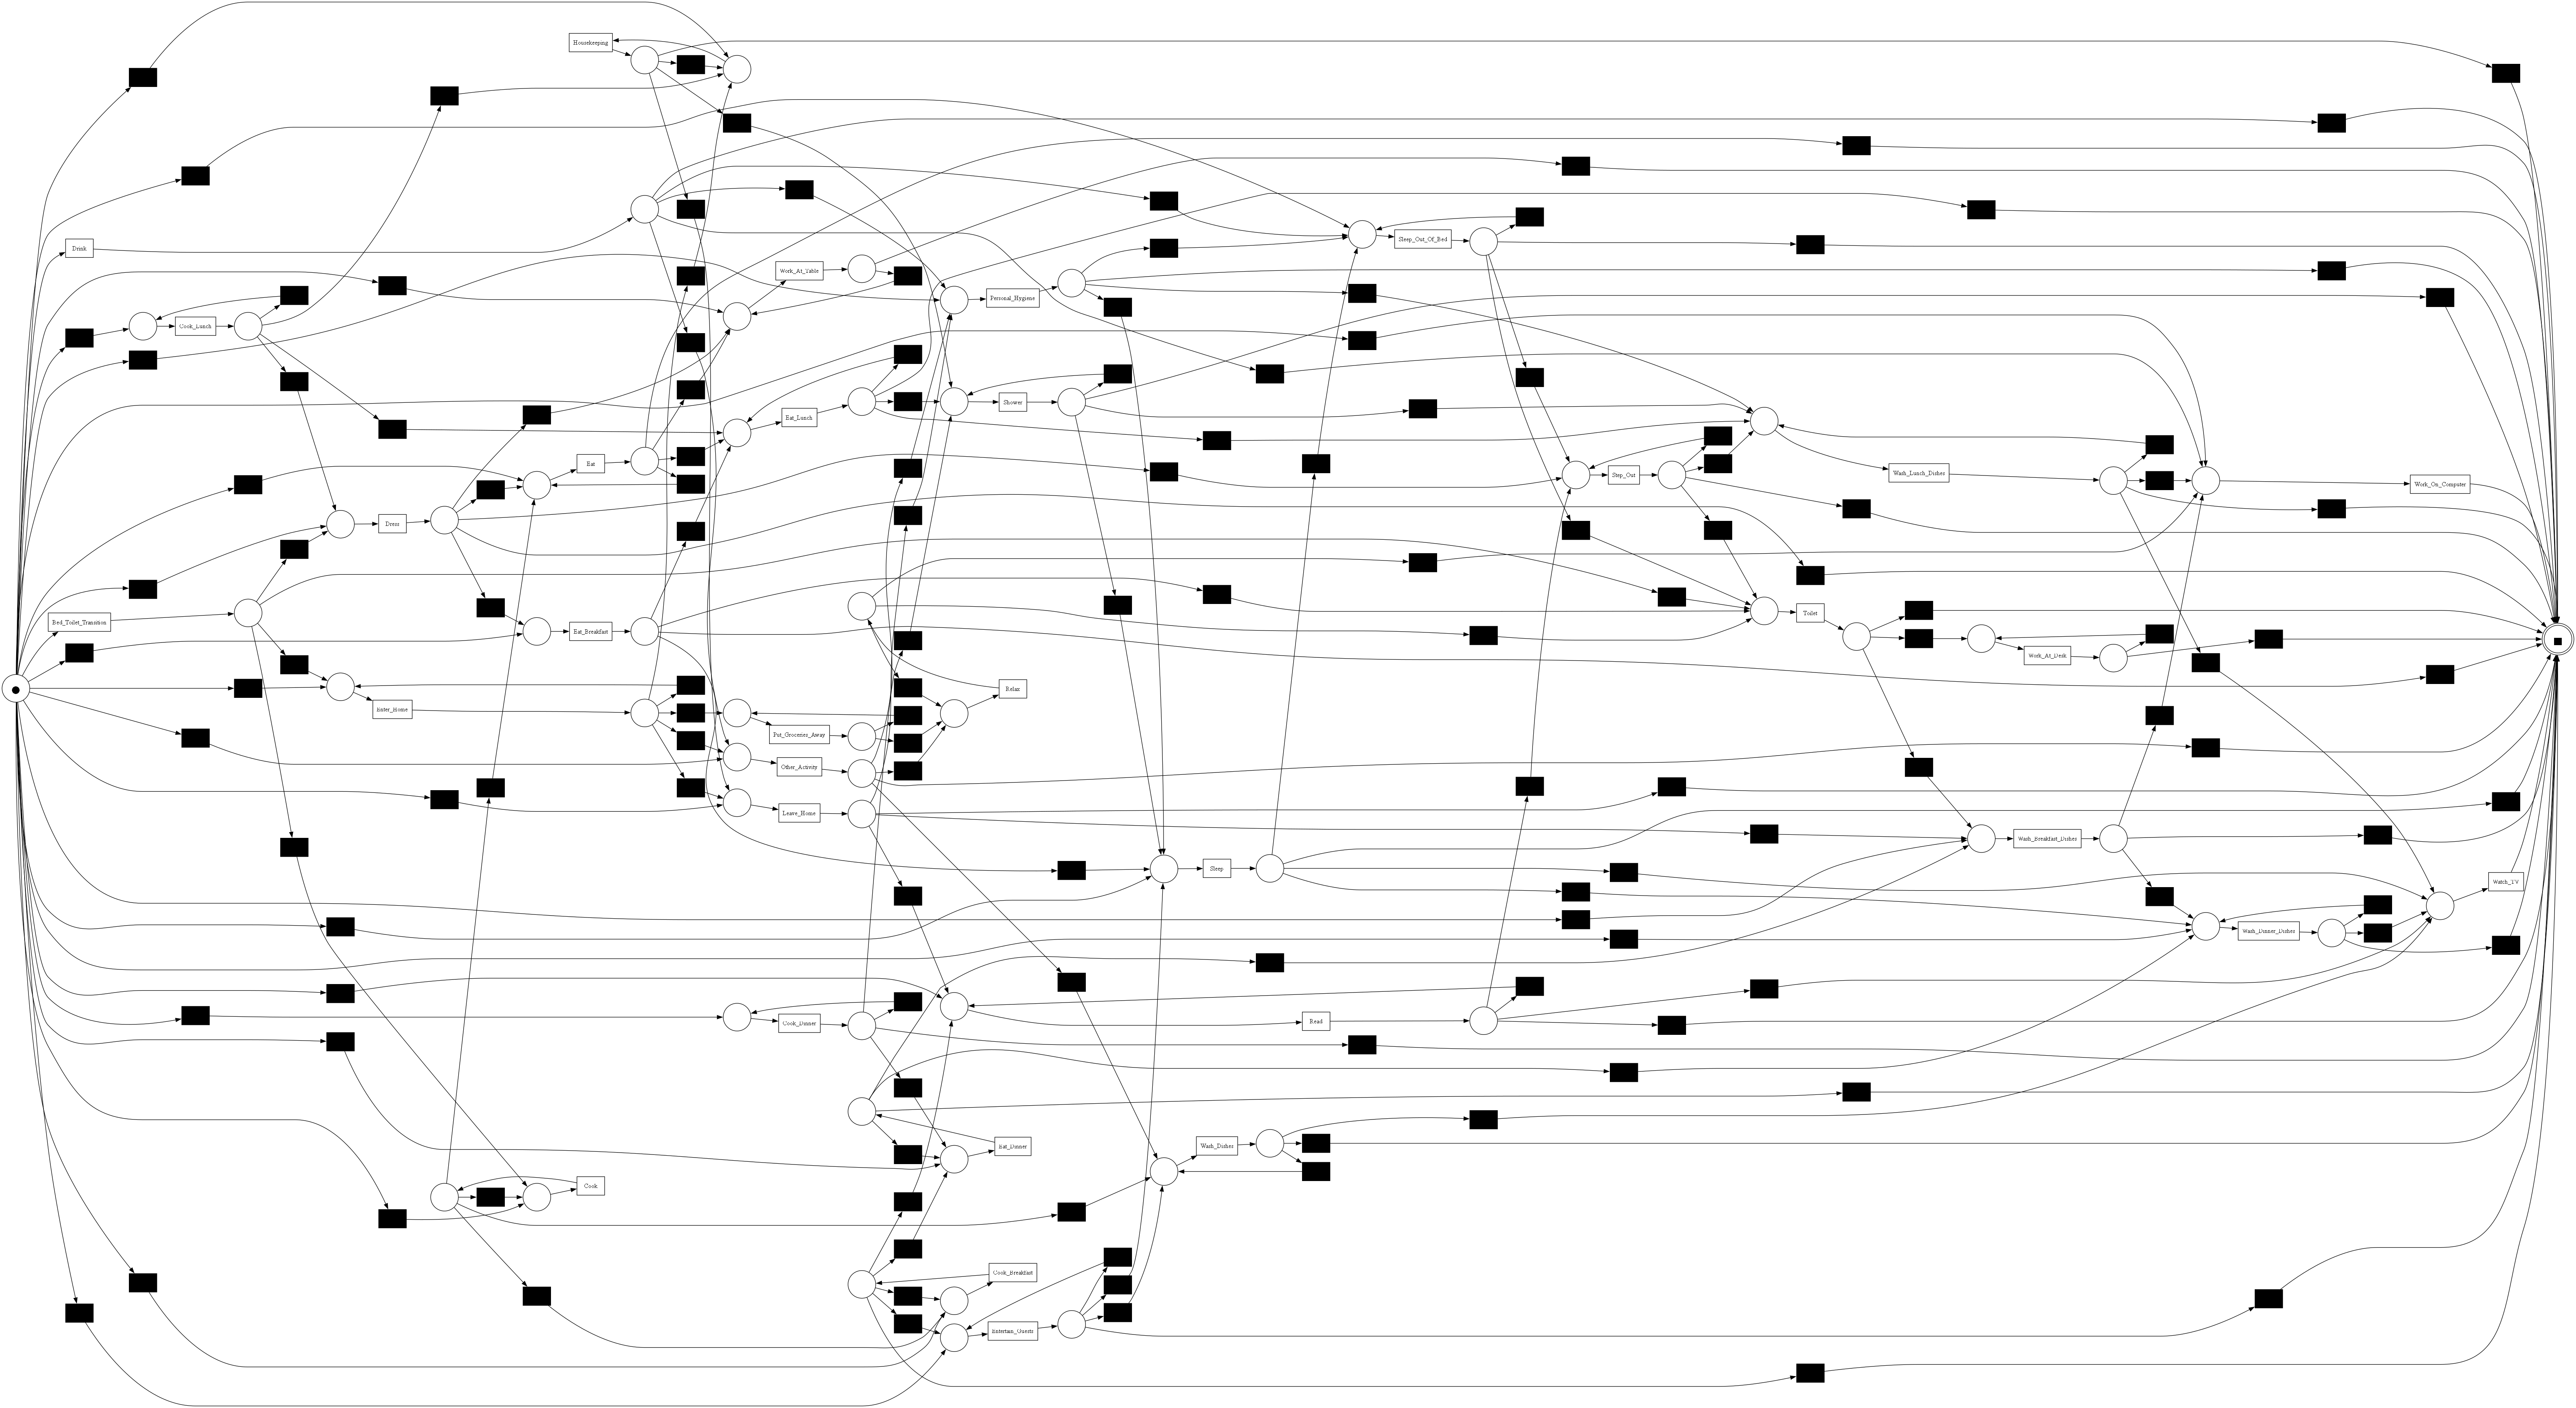 Housekeeping
Drink
Work_At_Table
Personal_Hygiene
Sleep_Out_Of_Bed
Cook_Lunch
Eat_Lunch
Shower
Eat
Step_Out
Wash_Lunch_Dishes
Work_On_Computer
Dress
Bed_Toilet_Transition
Eat_Breakfast
Toilet
Work_At_Desk
Relax
Enter_Home
Put_Groceries_Away
Other_Activity
Leave_Home
Wash_Breakfast_Dishes
Sleep
Watch_TV
Wash_Dinner_Dishes
Cook_Dinner
Read
Eat_Dinner
Wash_Dishes
Cook
Cook_Breakfast
Entertain_Guests